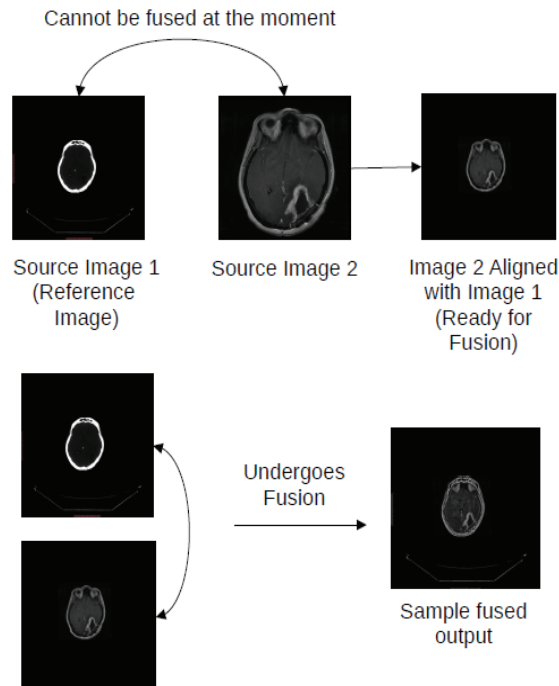 Cannot be fused at the moment
Source Image 1
(Reference
Image)
Source Image 2
Image 2 Aligned
with Image 1
(Ready for
Fusion)
Undergoes
Fusion
Sample fused
output